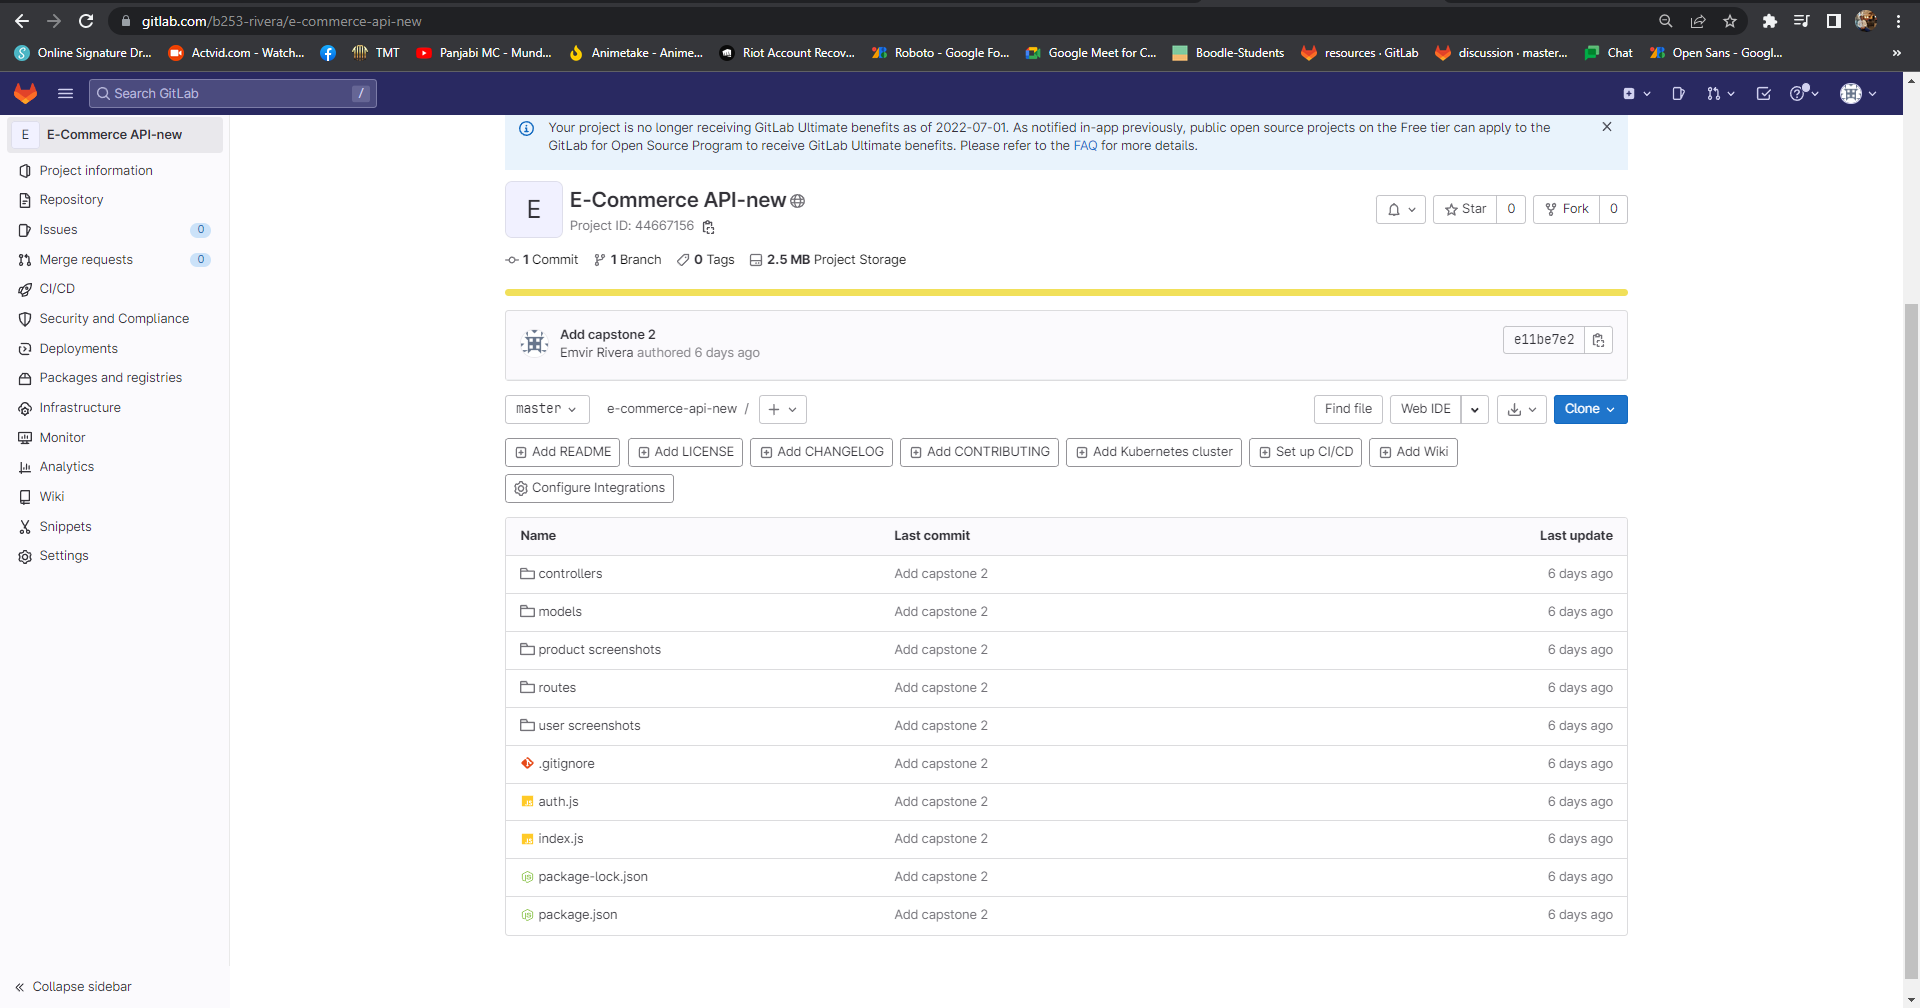 gitlab.com/b253-rivera/e-commerce-api-new
Online Signature Dr...
Actvid.com - Watch...
TMT
Panjabi MC - Mund...
Animetake - Anime...
Riot Account Recov...
Roboto - Google Fo...
Google Meet for C...
Boodle-Students
resources · GitLab
discussion · master...
Chat
Open Sans - Googl...
»
Search GitLab
/
E
E-Commerce API-new
Project information
Repository
Issues
0
Merge requests
0
CI/CD
Security and Compliance
Deployments
Packages and registries
Infrastructure
Monitor
Analytics
Wiki
Snippets
Settings
« Collapse sidebar
Your project is no longer receiving GitLab Ultimate benefits as of 2022-07-01. As notified in-app previously, public open source projects on the Free tier can apply to the
GitLab for Open Source Program to receive GitLab Ultimate benefits. Please refer to the FAQ for more details.
E
E-Commerce API-new
Project ID: 44667156
Star 0
Fork 0
1 Commit
1 Branch
0 Tags
2.5 MB Project Storage
Add capstone 2
Emvir Rivera authored 6 days ago
e11be7e2
master
e-commerce-api-new /
Find file
Web IDE
Clone
Add README
Add LICENSE
Add CHANGELOG
Add CONTRIBUTING
Add Kubernetes cluster
Set up CI/CD
Add Wiki
Configure Integrations
Name Last commit Last update
controllers Add capstone 2 6 days ago
models Add capstone 2 6 days ago
product screenshots Add capstone 2 6 days ago
routes Add capstone 2 6 days ago
user screenshots Add capstone 2 6 days ago
.gitignore Add capstone 2 6 days ago
auth.js Add capstone 2 6 days ago
index.js Add capstone 2 6 days ago
package-lock.json Add capstone 2 6 days ago
package.json Add capstone 2 6 days ago